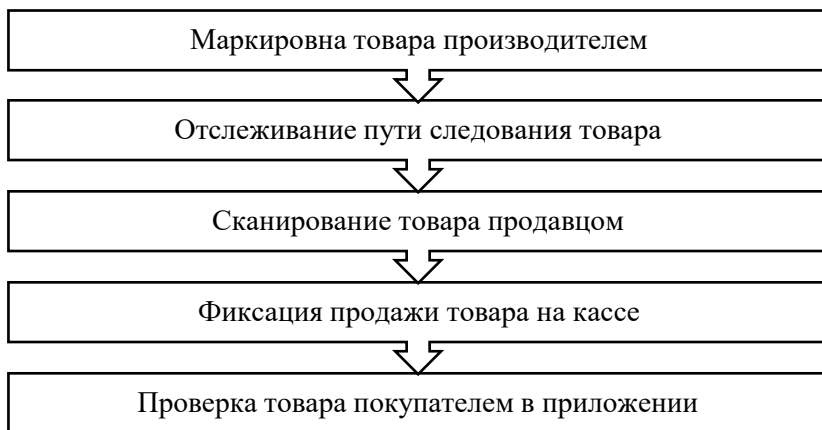 Маркировна товара производителем
Отслеживание пути следования товара
Сканирование товара продавцом
Фиксация продажи товара на кассе
Проверка товара покупателем в приложении